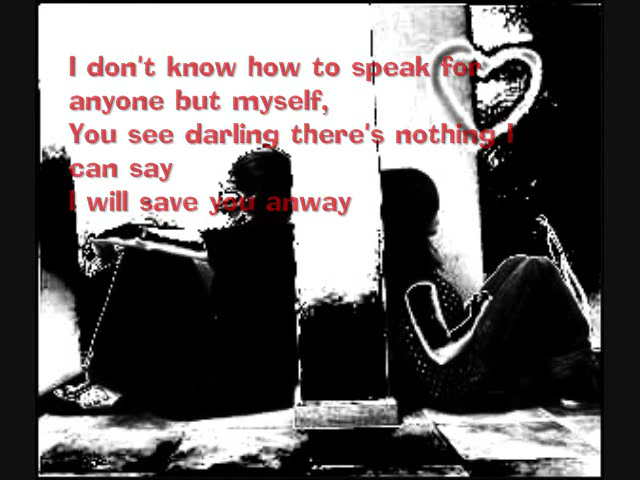 I don't know how to speak for
anyone but myself,
You see darling there's nothing I
can say
I will save you anway